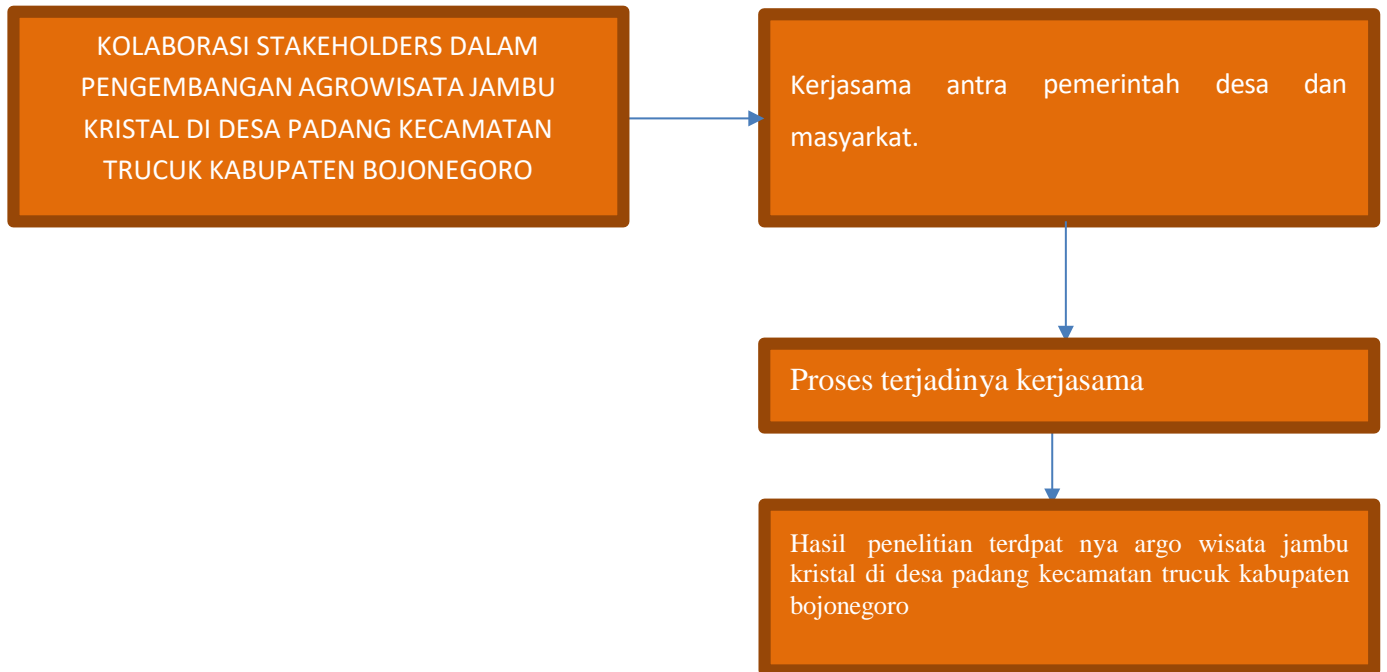 KOLABORASI STAKEHOLDERS DALAM
PENGEMBANGAN AGROWISATA JAMBU
KRISTAL DI DESA PADANG KECAMATAN
TRUCUK KABUPATEN BOJONEGORO
Kerjasama antra pemerintah desa dan
masyarkat.
Proses terjadinya kerjasama
Hasil penelitian terdpat nya argo wisata jambu
kristal di desa padang kecamatan trucuk kabupaten
bojonegoro